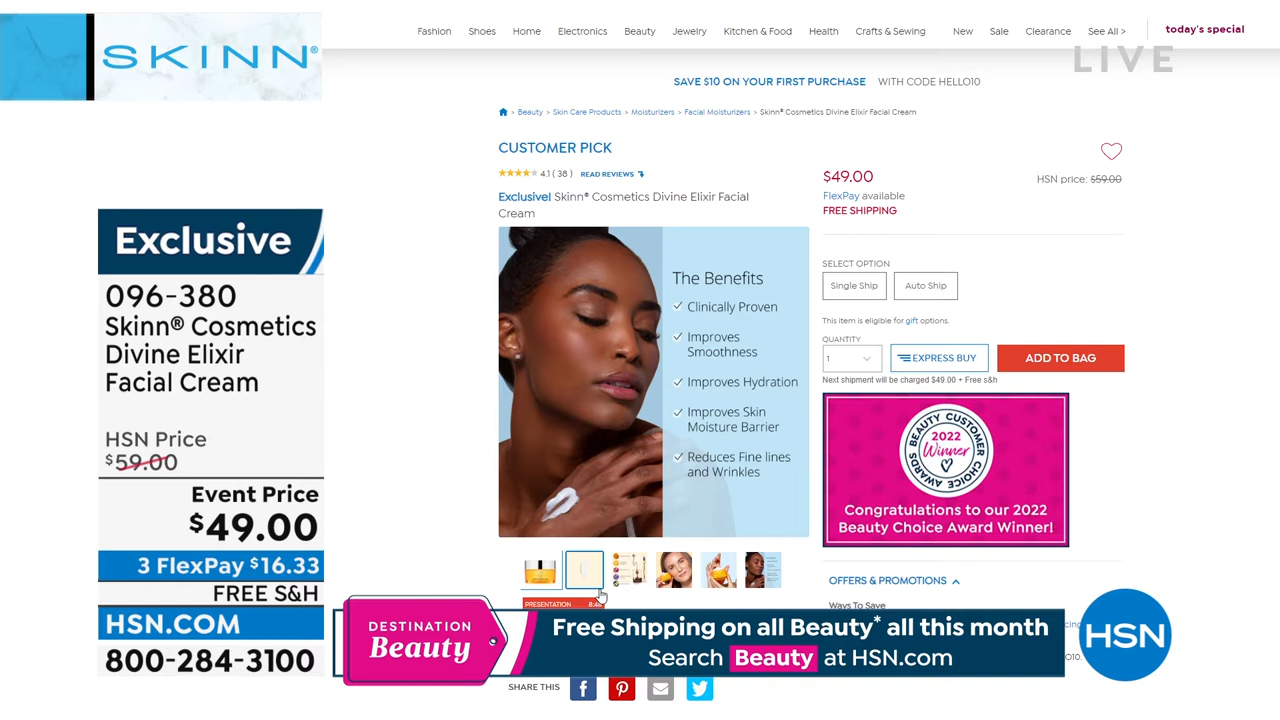 SKINN®
Fashion Shoes Home Electronics Beauty Jewelry Kitchen & Food Health Crafts & Sewing New Sale Clearance See All > today's special
LIVE
SAVE $10 ON YOUR FIRST PURCHASE WITH CODE HELLO10
> Beauty > Skin Care Products > Moisturizers > Facial Moisturizers > Skinn® Cosmetics Divine Elixir Facial Cream
CUSTOMER PICK
4.1 ( 38 ) READ REVIEWS
Exclusive! Skinn® Cosmetics Divine Elixir Facial
Cream
The Benefits
Clinically Proven
Improves
Smoothness
Improves Hydration
Improves Skin
Moisture Barrier
Reduces Fine lines
and Wrinkles
PRESENTATION
$49.00
HSN price: $59.00
FlexPay available
FREE SHIPPING
SELECT OPTION
Single Ship Auto Ship
This item is eligible for gift options.
QUANTITY
1 EXPRESS BUY ADD TO BAG
Next shipment will be charged $49.00 + Free s&h
BEAUTY CUSTOMER CHOICE AWARDS
2022
Winner
Congratulations to our 2022
Beauty Choice Award Winner!
OFFERS & PROMOTIONS
Ways To Save
Exclusive
096-380
Skinn® Cosmetics
Divine Elixir
Facial Cream
HSN Price
$59.00
Event Price
$49.00
3 FlexPay $16.33
FREE S&H
HSN.COM
800-284-3100
DESTINATION
Beauty
Free Shipping on all Beauty* all this month
Search Beauty at HSN.com
HSN
SHARE THIS